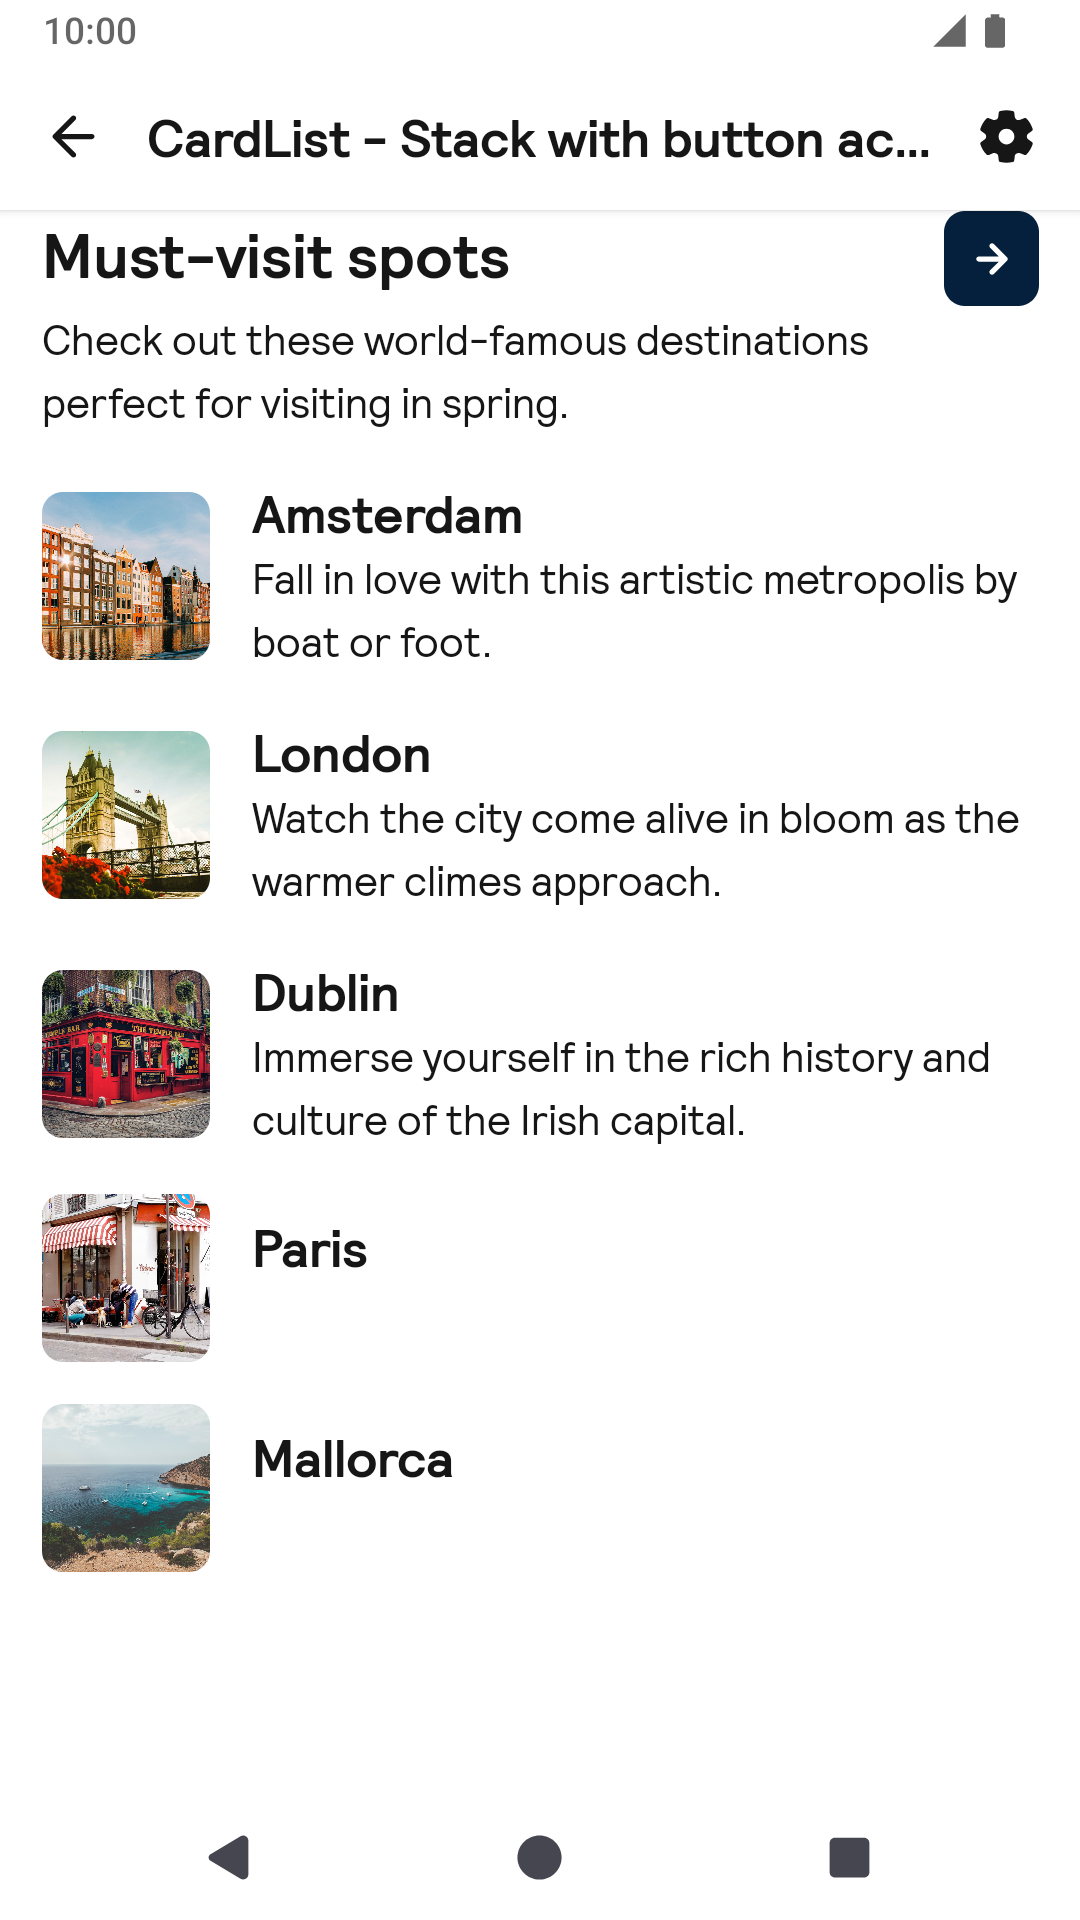 10:00
CardList - Stack with button ac...
Must-visit spots
Check out these world-famous destinations
perfect for visiting in spring.
Amsterdam
Fall in love with this artistic metropolis by
boat or foot.
London
Watch the city come alive in bloom as the
warmer climes approach.
Dublin
Immerse yourself in the rich history and
culture of the Irish capital.
THE TEMPLE BAR
Paris
Mallorca